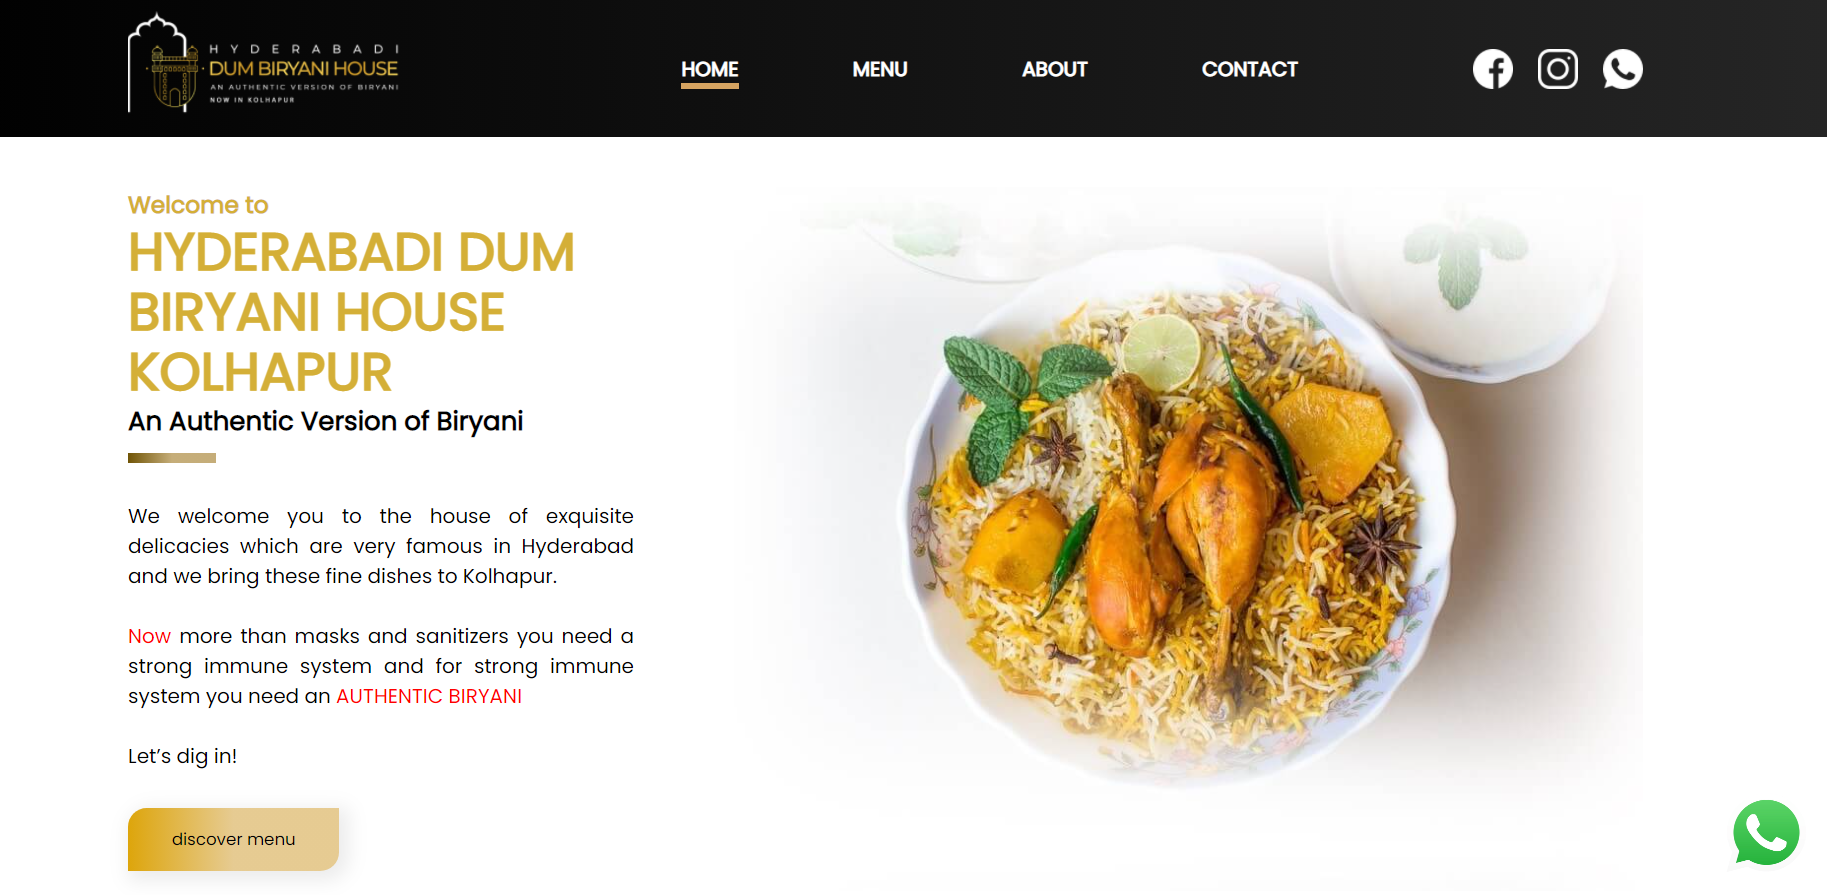 HYDERABADI
DUM BIRYANI HOUSE
AN AUTHENTIC VERSION OF BIRYANI
NOW IN KOLHAPUR
HOME
MENU
ABOUT
CONTACT
Welcome to
HYDERABADI DUM
BIRYANI HOUSE
KOLHAPUR
An Authentic Version of Biryani
We welcome you to the house of exquisite
delicacies which are very famous in Hyderabad
and we bring these fine dishes to Kolhapur.
Now more than masks and sanitizers you need a
strong immune system and for strong immune
system you need an AUTHENTIC BIRYANI
Let’s dig in!
discover menu